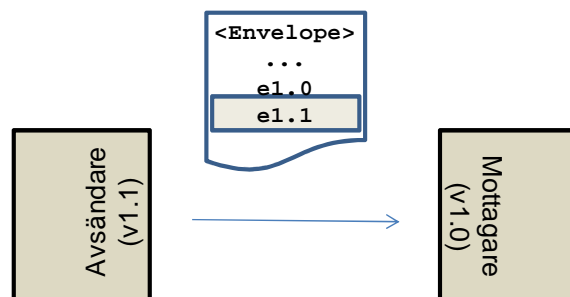 <Envelope>
...
e1.0
e1.1
Avsändare
(v1.1)
Mottagare
(v1.0)